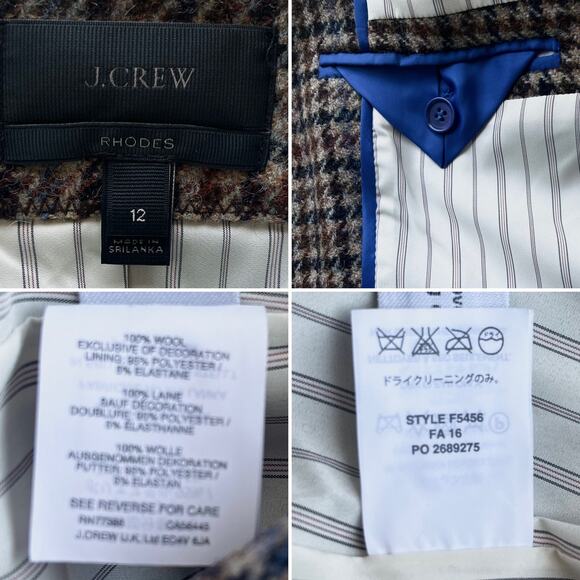 J.CREW
RHODES
12
MADE IN
SRI LANKA
100% WOOL
EXCLUSIVE OF DECORATION
LINING: 95% POLYESTER /
5% ELASTANE
100% LAINE
SAUF DÉCORATION
DOUBLURE: 95% POLYESTER /
5% ÉLASTHANNE
100% WOLLE
AUSGENOMMEN DEKORATION
FUTTER: 95% POLYESTER /
5% ELASTAN
SEE REVERSE FOR CARE
RN77388 CA56443
J.CREW U.K. Ltd EC4V 6JA
ドライクリーニングのみ。
STYLE F5456
FA 16
PO 2689275